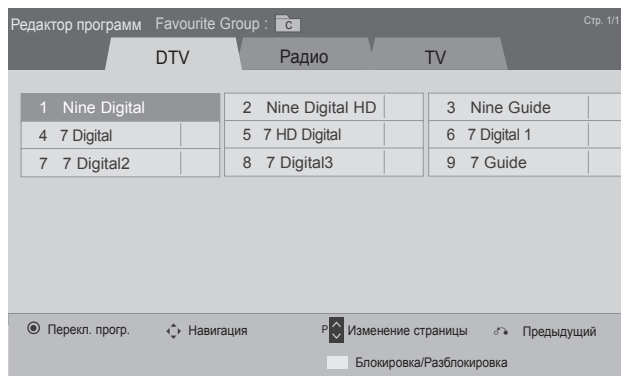 Редактор программ Favourite Group : C Стр. 1/1
DTV Радио TV
1 Nine Digital 2 Nine Digital HD 3 Nine Guide
4 7 Digital 5 7 HD Digital 6 7 Digital 1
7 7 Digital2 8 7 Digital3 9 7 Guide
Перекл. прогр. Навигация P Изменение страницы Предыдущий
Блокировка/Разблокировка